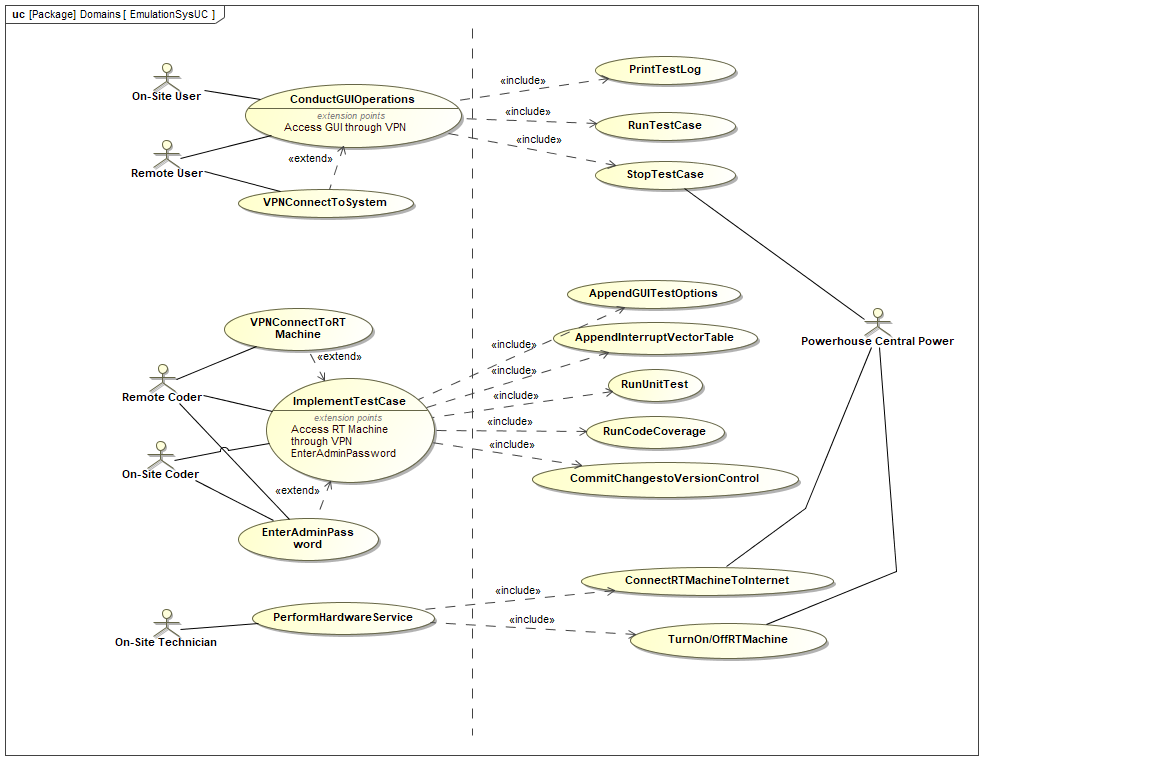 uc [Package] Domains [ EmulationSysUC ]
On-Site User
ConductGUIOperations
extension points
Access GUI through VPN
Remote User
«extend»
VPNConnectToSystem
«include»
PrintTestLog
«include»
RunTestCase
«include»
StopTestCase
Powerhouse Central Power
VPNConnectToRT
Machine
«extend»
Remote Coder
ImplementTestCase
extension points
Access RT Machine
through VPN
EnterAdminPassword
On-Site Coder
«extend»
EnterAdminPass
word
AppendGUITestOptions
«include»
AppendInterruptVectorTable
«include»
RunUnitTest
«include»
RunCodeCoverage
«include»
CommitChangestoVersionControl
«include»
On-Site Technician
PerformHardwareService
«include»
ConnectRTMachineToInternet
«include»
TurnOn/OffRTMachine